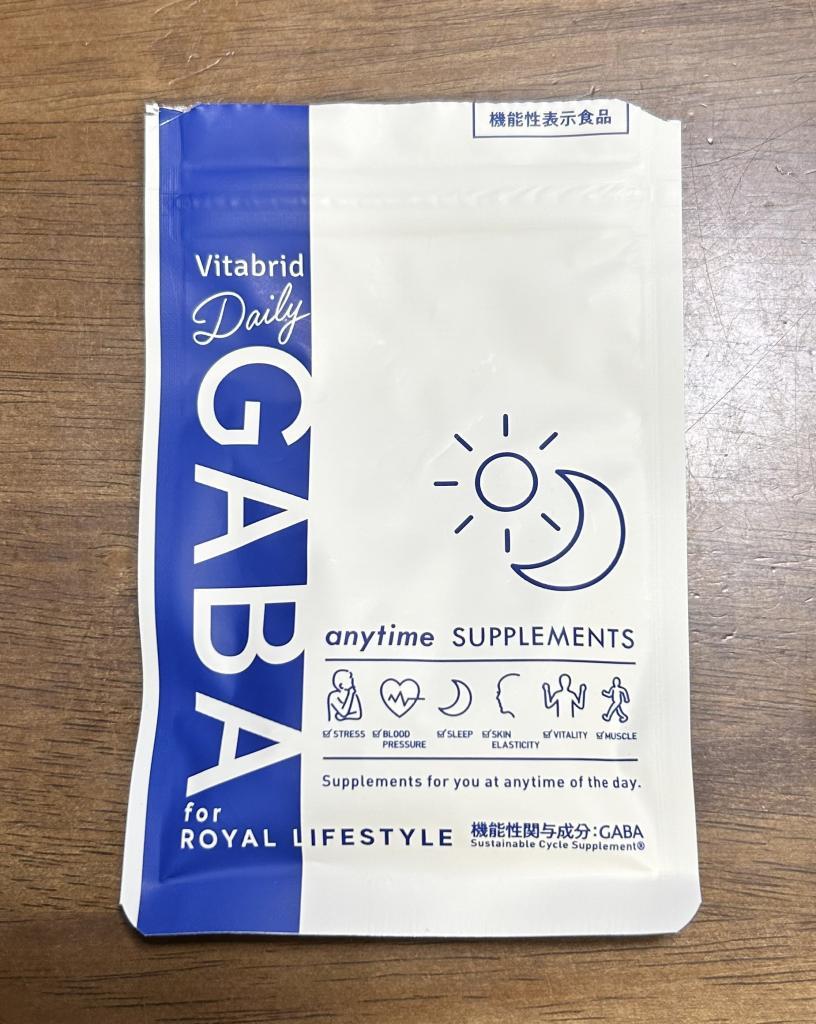 機能性表示食品
Vitabrid
Daily
GABA
for
ROYAL LIFESTYLE
anytime SUPPLEMENTS
STRESS
BLOOD PRESSURE
SLEEP
SKIN ELASTICITY
VITALITY
MUSCLE
Supplements for you at anytime of the day.
機能性関与成分:GABA
Sustainable Cycle Supplement®